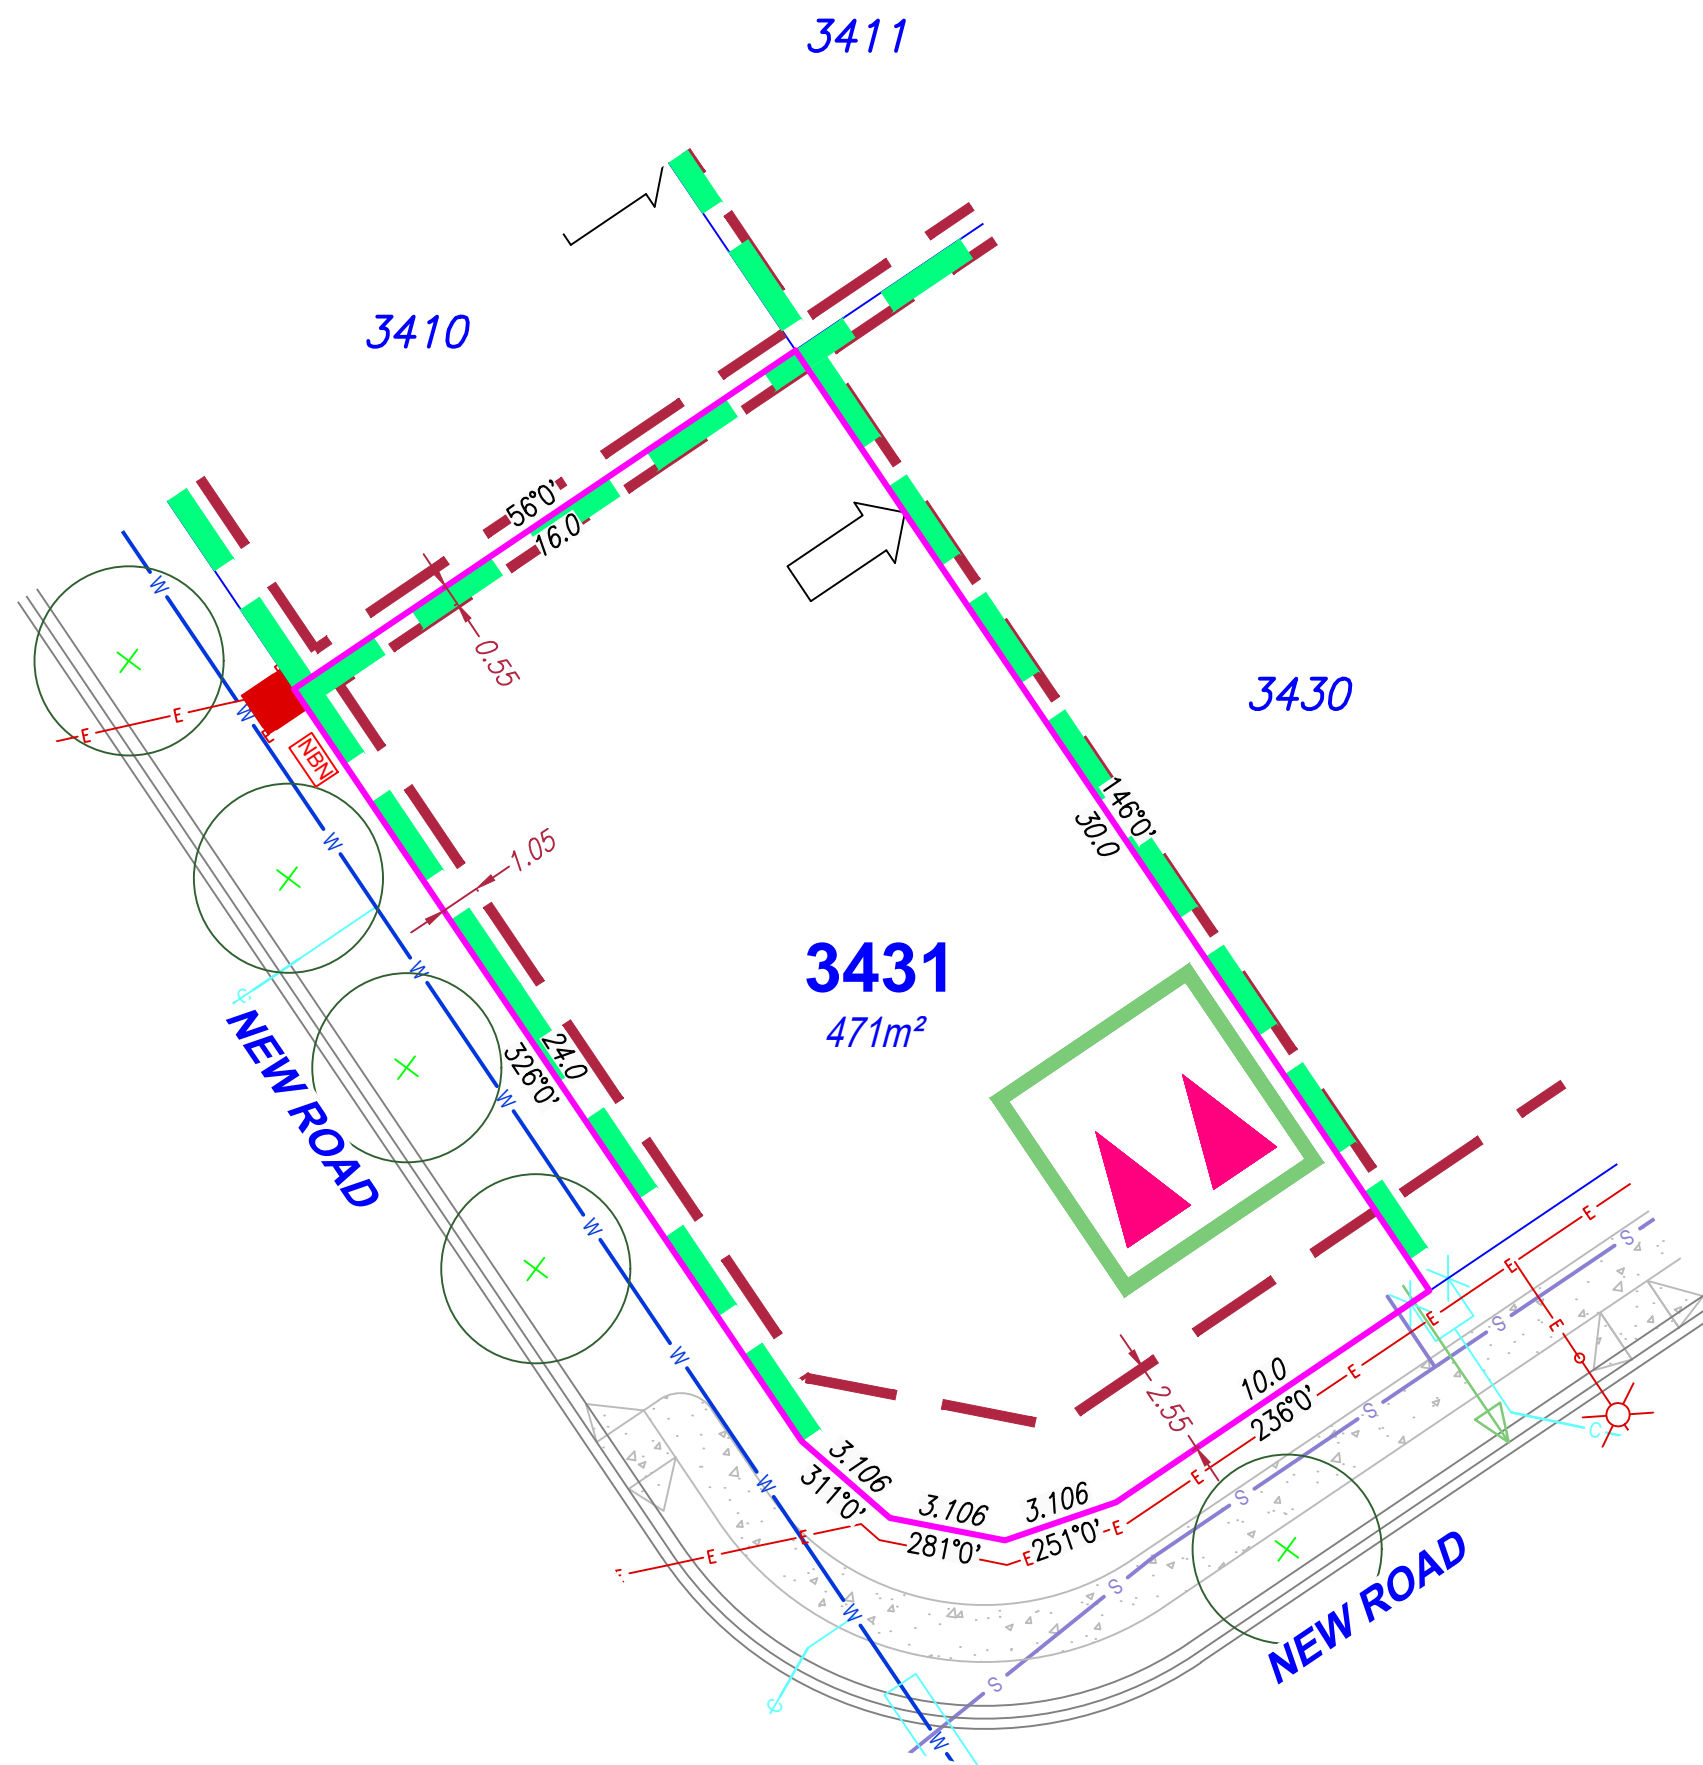 3411
3410
56°0'
16.0
0.55
W
W
E
E
E
NBN
3430
146°0'
30.0
W
1.05
3431
471m²
W
C
24.0
326°0'
W
NEW ROAD
W
W
W
W
W
E
E
E
E
E
E
E
E
E
E
S
S
S
S
S
S
C
C
10.0
236°0'
2.55
3.106
311°0'
3.106
281°0'
3.106
251°0'
NEW ROAD